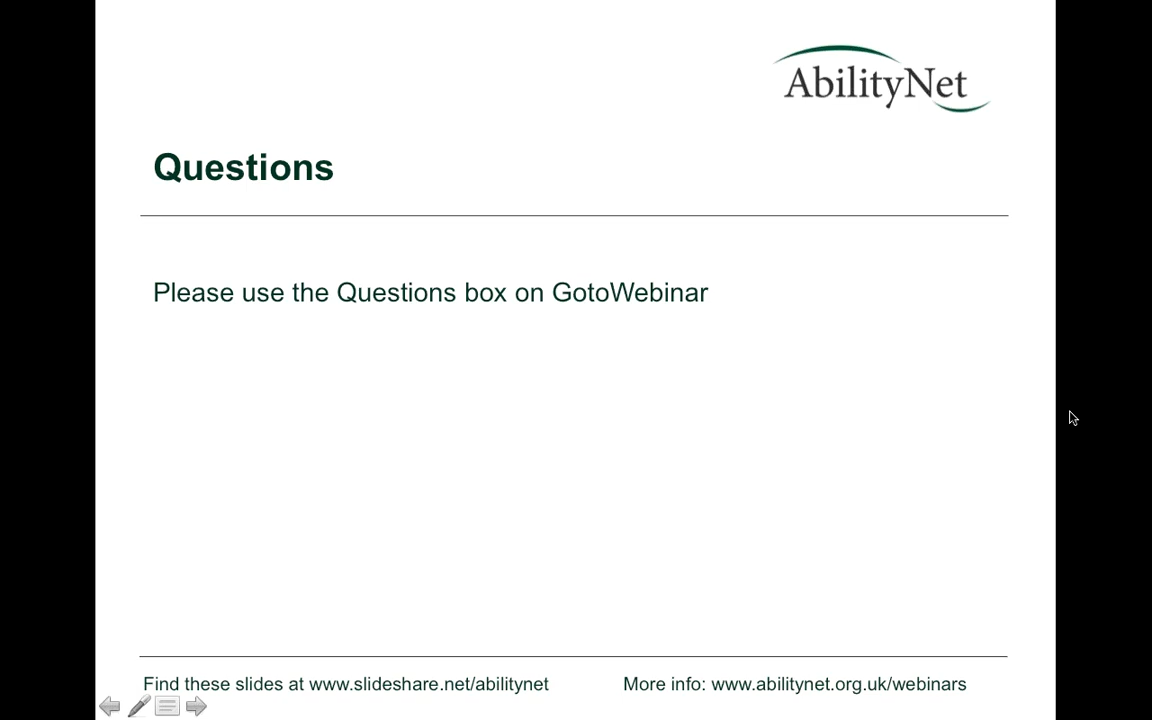 AbilityNet
Questions
Please use the Questions box on GotoWebinar
Find these slides at www.slideshare.net/abilitynet
More info: www.abilitynet.org.uk/webinars